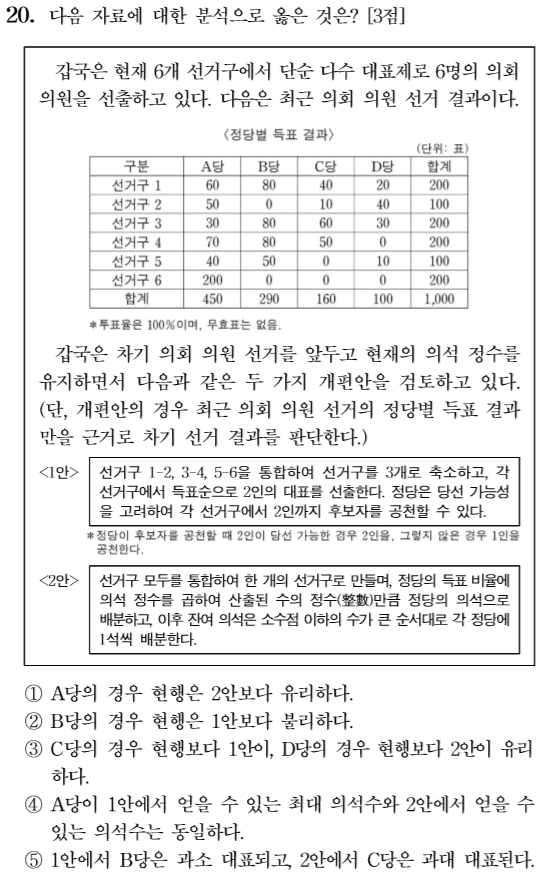 20. 다음 자료에 대한 분석으로 옳은 것은? [3점]
갑국은 현재 6개 선거구에서 단순 다수 대표제로 6명의 의회
의원을 선출하고 있다. 다음은 최근 의회 의원 선거 결과이다.
〈정당별 득표 결과〉
(단위: 표)
구분 A당 B당 C당 D당 합계
선거구 1 60 80 40 20 200
선거구 2 50 0 10 40 100
선거구 3 30 80 60 30 200
선거구 4 70 80 50 0 200
선거구 5 40 50 0 10 100
선거구 6 200 0 0 0 200
합계 450 290 160 100 1,000
*투표율은 100%이며, 무효표는 없음.
갑국은 차기 의회 의원 선거를 앞두고 현재의 의석 정수를
유지하면서 다음과 같은 두 가지 개편안을 검토하고 있다.
(단, 개편안의 경우 최근 의회 의원 선거의 정당별 득표 결과
만을 근거로 차기 선거 결과를 판단한다.)
<1안> 선거구 1-2, 3-4, 5-6을 통합하여 선거구를 3개로 축소하고, 각
선거구에서 득표순으로 2인의 대표를 선출한다. 정당은 당선 가능성
을 고려하여 각 선거구에서 2인까지 후보자를 공천할 수 있다.
*정당이 후보자를 공천할 때 2인이 당선 가능한 경우 2인을, 그렇지 않은 경우 1인을
공천한다.
<2안> 선거구 모두를 통합하여 한 개의 선거구로 만들며, 정당의 득표 비율에
의석 정수를 곱하여 산출된 수의 정수(整數)만큼 정당의 의석으로
배분하고, 이후 잔여 의석은 소수점 이하의 수가 큰 순서대로 각 정당에
1석씩 배분한다.
① A당의 경우 현행은 2안보다 유리하다.
② B당의 경우 현행은 1안보다 불리하다.
③ C당의 경우 현행보다 1안이, D당의 경우 현행보다 2안이 유리
하다.
④ A당이 1안에서 얻을 수 있는 최대 의석수와 2안에서 얻을 수
있는 의석수는 동일하다.
⑤ 1안에서 B당은 과소 대표되고, 2안에서 C당은 과대 대표된다.